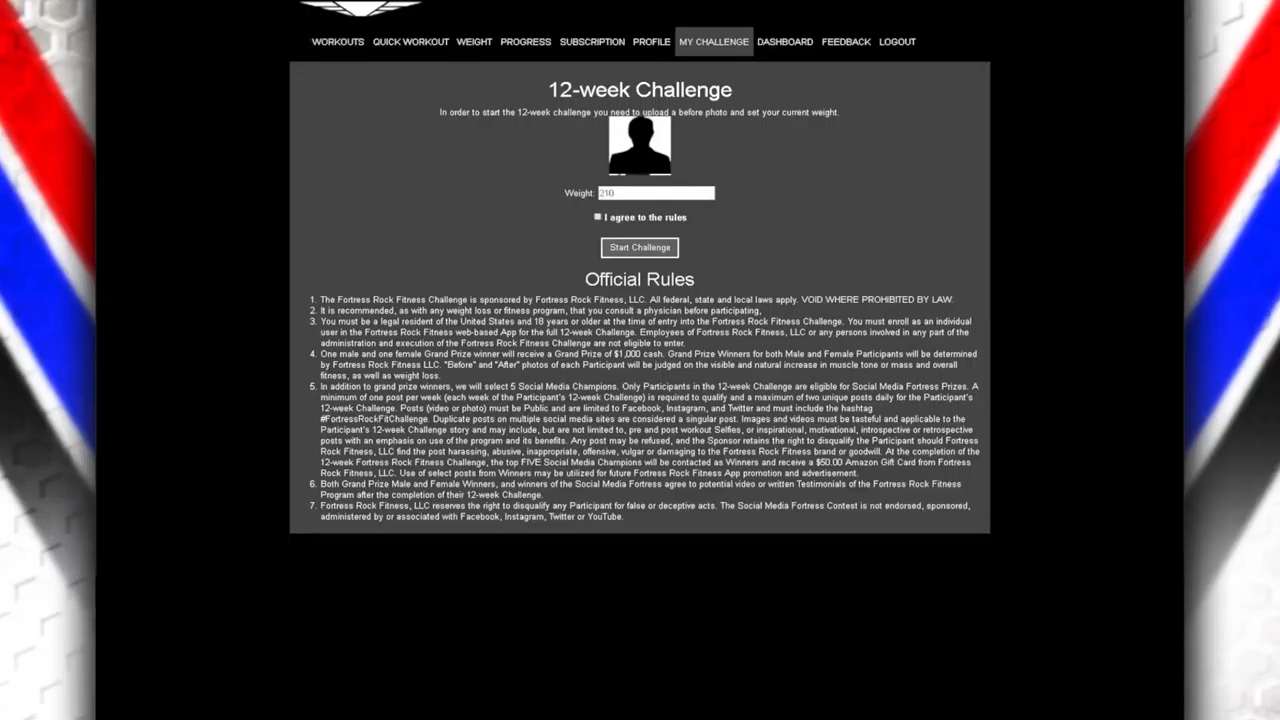 WORKOUTS QUICK WORKOUT WEIGHT PROGRESS SUBSCRIPTION PROFILE MY CHALLENGE DASHBOARD FEEDBACK LOGOUT
12-week Challenge
In order to start the 12-week challenge you need to upload a before photo and set your current weight.
Weight: 210
I agree to the rules
Start Challenge
Official Rules
1. The Fortress Rock Fitness Challenge is sponsored by Fortress Rock Fitness, LLC. All federal, state and local laws apply. VOID WHERE PROHIBITED BY LAW.
2. It is recommended, as with any weight loss or fitness program, that you consult a physician before participating,
3. You must be a legal resident of the United States and 18 years or older at the time of entry into the Fortress Rock Fitness Challenge. You must enroll as an individual
user in the Fortress Rock Fitness web-based App for the full 12-week Challenge. Employees of Fortress Rock Fitness, LLC or any persons involved in any part of the
administration and execution of the Fortress Rock Fitness Challenge are not eligible to enter.
4. One male and one female Grand Prize winner will receive a Grand Prize of $1,000 cash. Grand Prize Winners for both Male and Female Participants will be determined
by Fortress Rock Fitness LLC. "Before" and "After" photos of each Participant will be judged on the visible and natural increase in muscle tone or mass and overall
fitness, as well as weight loss.
5. In addition to grand prize winners, we will select 5 Social Media Champions. Only Participants in the 12-week Challenge are eligible for Social Media Fortress Prizes. A
minimum of one post per week (each week of the Participant's 12-week Challenge) is required to qualify and a maximum of two unique posts daily for the Participant's
12-week Challenge. Posts (video or photo) must be Public and are limited to Facebook, Instagram, and Twitter and must include the hashtag
#FortressRockFitChallenge. Duplicate posts on multiple social media sites are considered a singular post. Images and videos must be tasteful and applicable to the
Participant's 12-week Challenge story and may include, but are not limited to, pre and post workout Selfies, or inspirational, motivational, introspective or retrospective
posts with an emphasis on use of the program and its benefits. Any post may be refused, and the Sponsor retains the right to disqualify the Participant should Fortress
Rock Fitness, LLC find the post harassing, abusive, inappropriate, offensive, vulgar or damaging to the Fortress Rock Fitness brand or goodwill. At the completion of the
12-week Fortress Rock Fitness Challenge, the top FIVE Social Media Champions will be contacted as Winners and receive a $50.00 Amazon Gift Card from Fortress
Rock Fitness, LLC. Use of select posts from Winners may be utilized for future Fortress Rock Fitness App promotion and advertisement.
6. Both Grand Prize Male and Female Winners, and winners of the Social Media Fortress agree to potential video or written Testimonials of the Fortress Rock Fitness
Program after the completion of their 12-week Challenge.
7. Fortress Rock Fitness, LLC reserves the right to disqualify any Participant for false or deceptive acts. The Social Media Fortress Contest is not endorsed, sponsored,
administered by or associated with Facebook, Instagram, Twitter or YouTube.